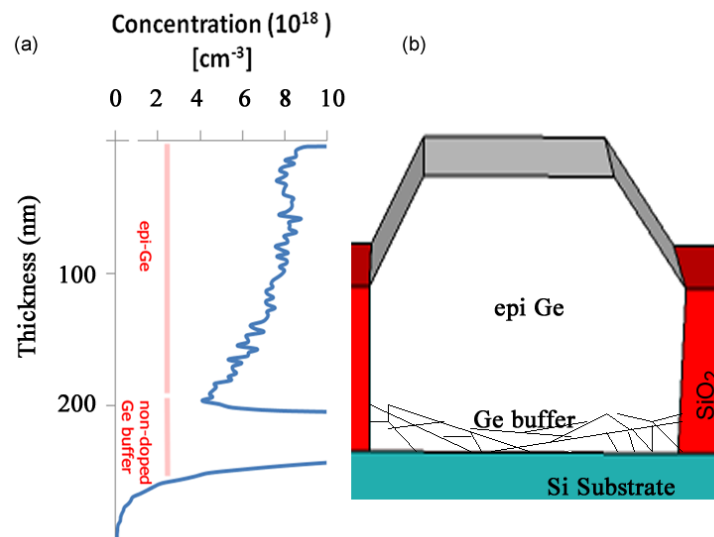 (a)
Concentration (10¹⁸ )
[cm⁻³]
0 2 4 6 8 10
Thickness (nm)
100
200
epi-Ge
non-doped
Ge buffer
(b)
epi Ge
Ge buffer
SiO₂
Si Substrate